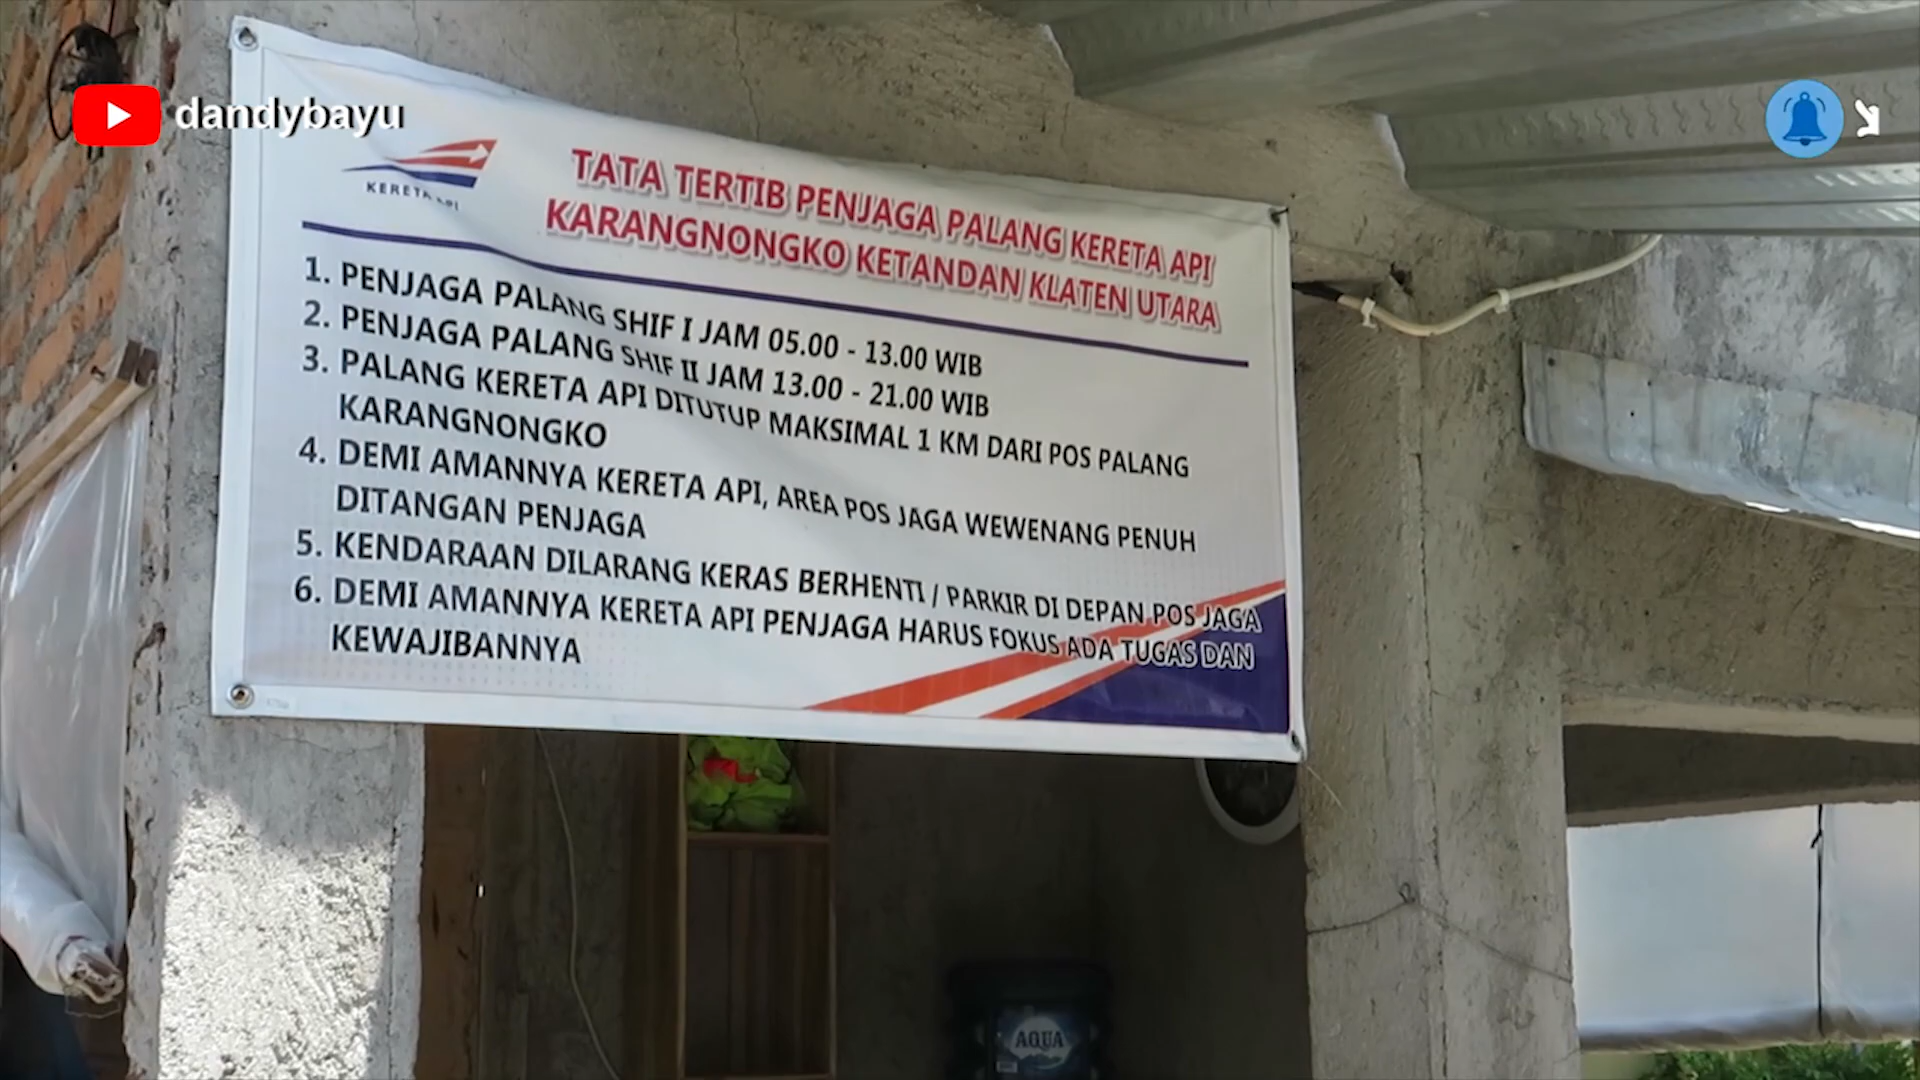 dandybayu
KERETA API
TATA TERTIB PENJAGA PALANG KERETA API
KARANGNONGKO KETANDAN KLATEN UTARA
1. PENJAGA PALANG SHIF I JAM 05.00 - 13.00 WIB
2. PENJAGA PALANG SHIF II JAM 13.00 - 21.00 WIB
3. PALANG KERETA API DITUTUP MAKSIMAL 1 KM DARI POS PALANG
KARANGNONGKO
4. DEMI AMANNYA KERETA API, AREA POS JAGA WEWENANG PENUH
DITANGAN PENJAGA
5. KENDARAAN DILARANG KERAS BERHENTI / PARKIR DI DEPAN POS JAGA
6. DEMI AMANNYA KERETA API PENJAGA HARUS FOKUS ADA TUGAS DAN
KEWAJIBANNYA
AQUA